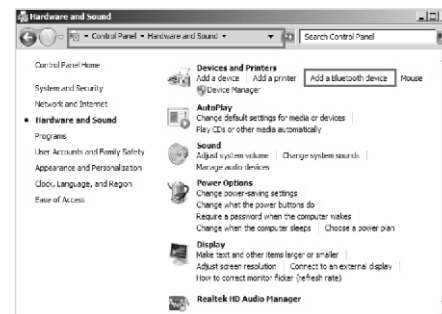 Hardware and Sound
Control Panel • Hardware and Sound
Search Control Panel
Control Panel Home
System and Security
Network and Internet
Hardware and Sound
Programs
User Accounts and Family Safety
Appearance and Personalization
Clock, Language, and Region
Ease of Access
Devices and Printers
Add a device | Add a printer | Add a Bluetooth device | Mouse
Device Manager
AutoPlay
Change default settings for media or devices
Play CDs or other media automatically
Sound
Adjust system volume | Change system sounds
Manage audio devices
Power Options
Change power-saving settings
Change what the power buttons do
Require a password when the computer wakes
Change when the computer sleeps | Choose a power plan
Display
Make text and other items larger or smaller
Adjust screen resolution | Connect to an external display
How to correct monitor flicker (refresh rate)
Realtek HD Audio Manager